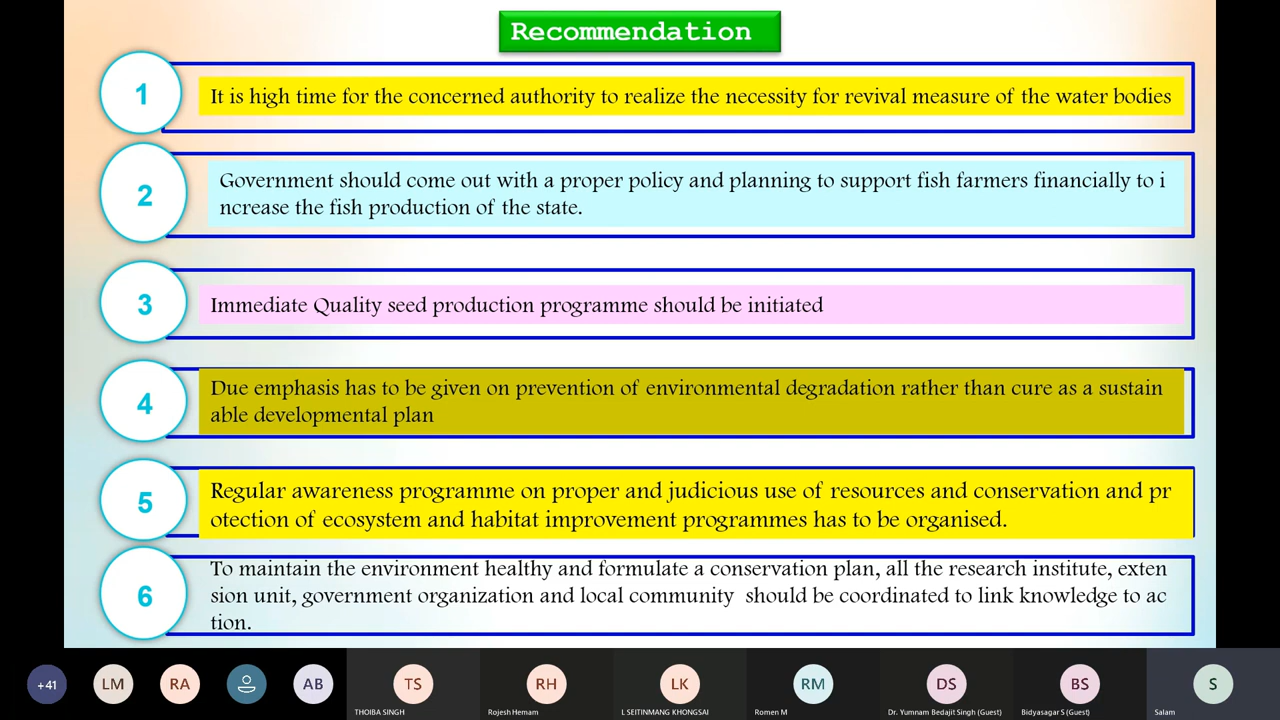 Recommendation
1
It is high time for the concerned authority to realize the necessity for revival measure of the water bodies
2
Government should come out with a proper policy and planning to support fish farmers financially to i
ncrease the fish production of the state.
3
Immediate Quality seed production programme should be initiated
4
Due emphasis has to be given on prevention of environmental degradation rather than cure as a sustain
able developmental plan
5
Regular awareness programme on proper and judicious use of resources and conservation and pr
otection of ecosystem and habitat improvement programmes has to be organised.
6
To maintain the environment healthy and formulate a conservation plan, all the research institute, exten
sion unit, government organization and local community should be coordinated to link knowledge to ac
tion.
+41 LM RA AB TS RH LK RM DS BS S
THOIBA SINGH Rojesh Hemam L SEITINMANG KHONGSAI Romen M Dr. Yumnam Bedajit Singh (Guest) Bidyasagar S (Guest) Salam